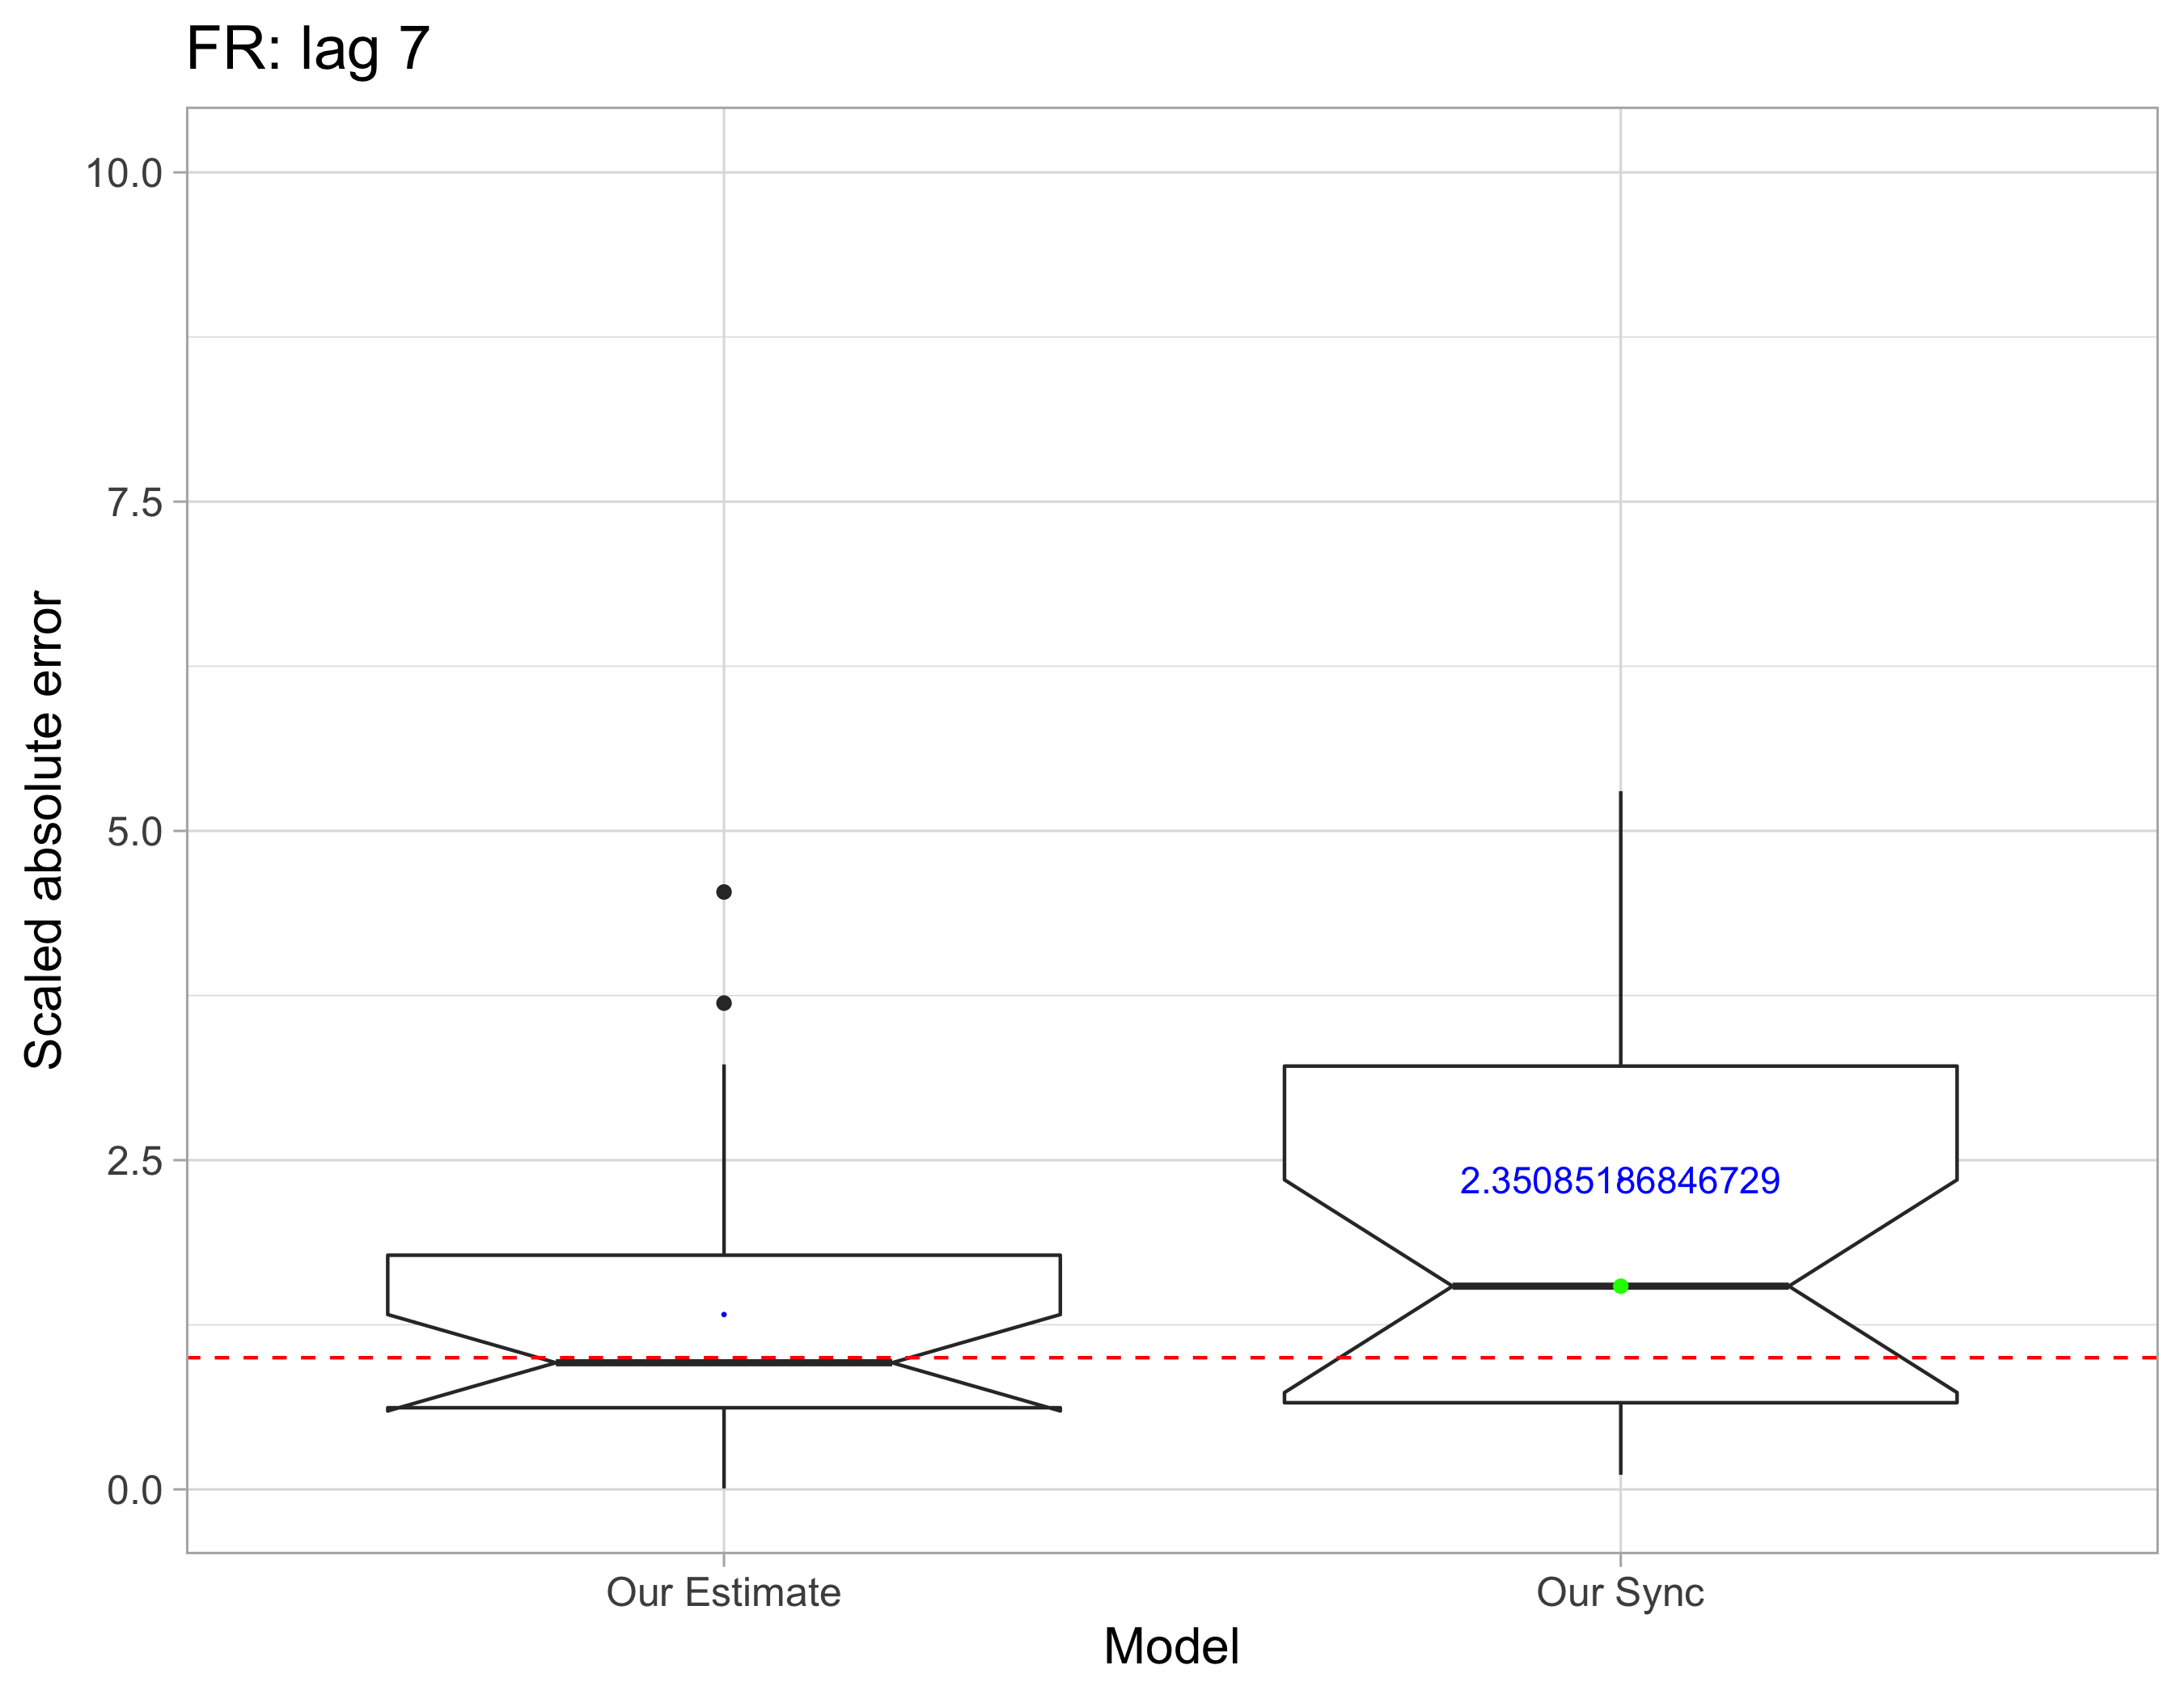 FR: lag 7
10.0
7.5
5.0
2.5
0.0
Scaled absolute error
2.35085186846729
Our Estimate
Our Sync
Model